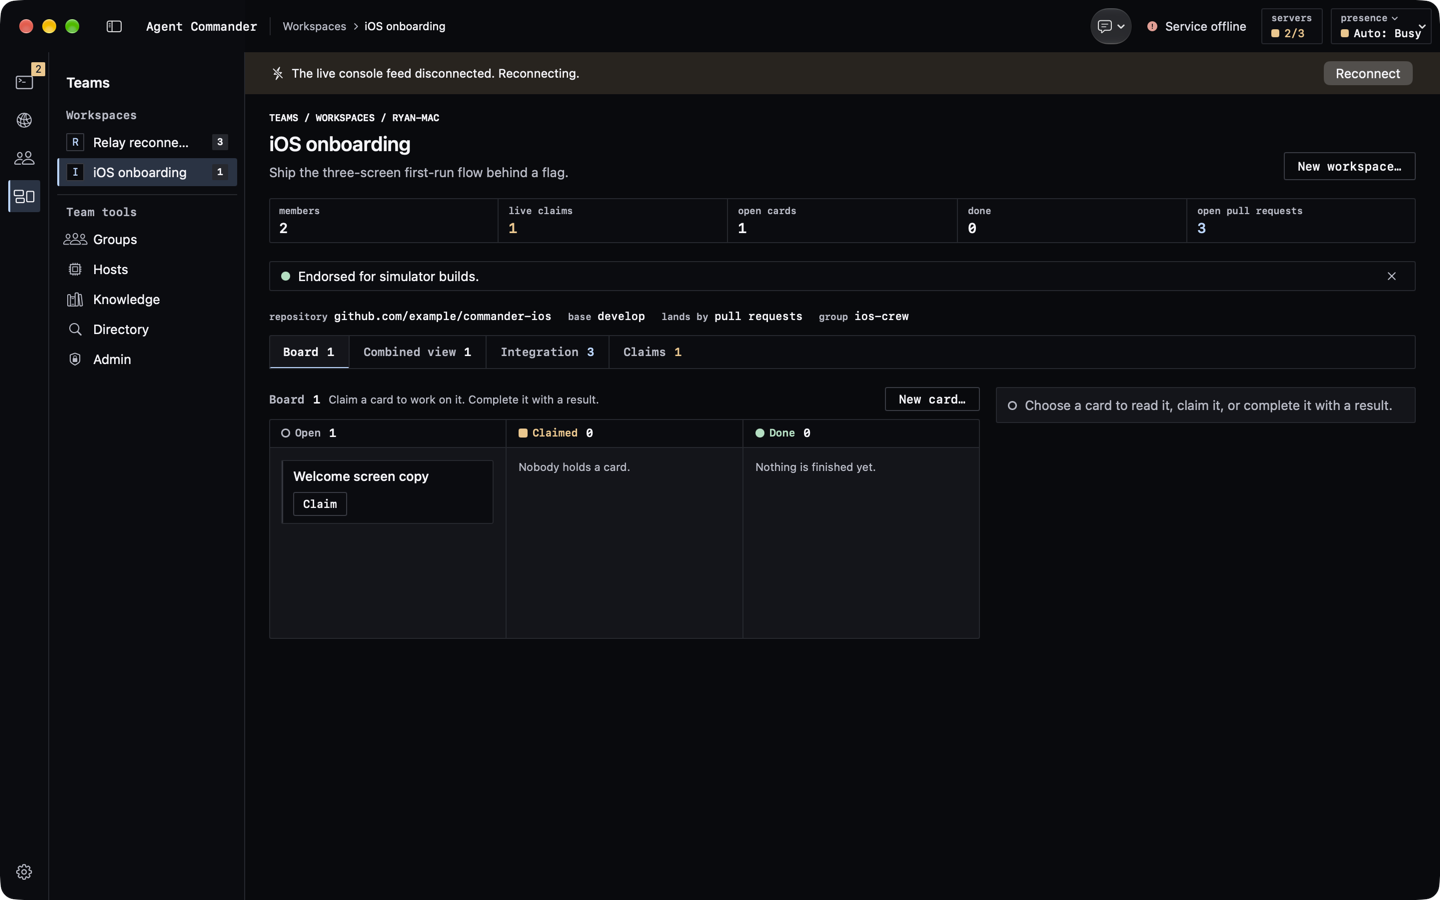 Agent Commander
Workspaces > iOS onboarding
Service offline
servers
2/3
presence
Auto: Busy
2
Teams
Workspaces
R Relay reconne... 3
I iOS onboarding 1
Team tools
Groups
Hosts
Knowledge
Directory
Admin
The live console feed disconnected. Reconnecting.
Reconnect
TEAMS / WORKSPACES / RYAN-MAC
iOS onboarding
Ship the three-screen first-run flow behind a flag.
New workspace…
members
2
live claims
1
open cards
1
done
0
open pull requests
3
Endorsed for simulator builds.
repository github.com/example/commander-ios base develop lands by pull requests group ios-crew
Board 1
Combined view 1
Integration 3
Claims 1
Board 1 Claim a card to work on it. Complete it with a result.
New card…
Open 1
Claimed 0
Done 0
Welcome screen copy
Claim
Nobody holds a card.
Nothing is finished yet.
Choose a card to read it, claim it, or complete it with a result.